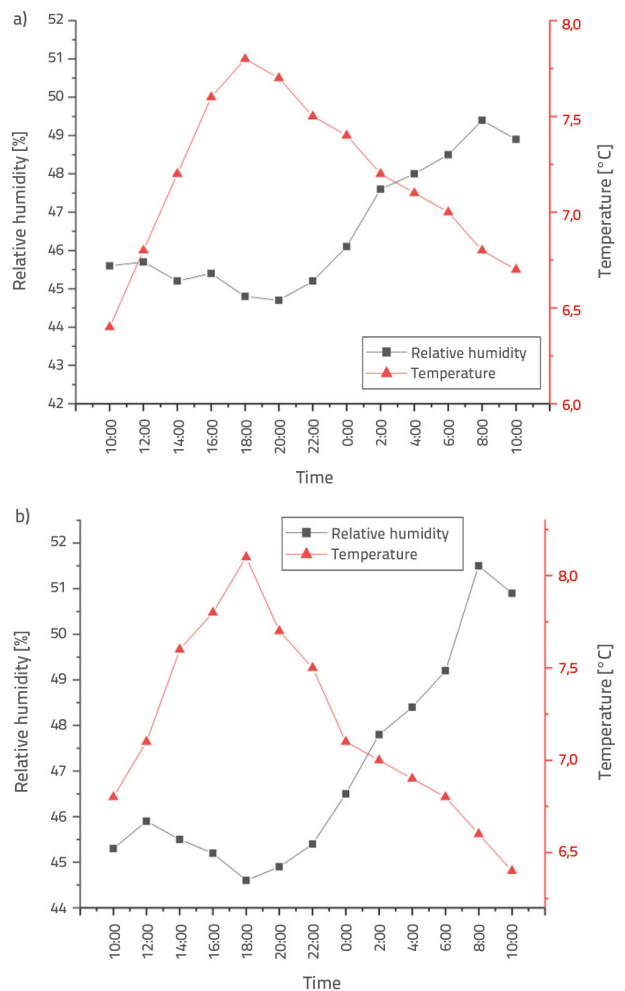 a)
52
51
50
49
48
47
46
45
44
43
42
Relative humidity [%]
8,0
7,5
7,0
6,5
6,0
Temperature [°C]
Relative humidity
Temperature
10:00 12:00 14:00 16:00 18:00 20:00 22:00 0:00 2:00 4:00 6:00 8:00 10:00
Time
b)
52
51
50
49
48
47
46
45
44
Relative humidity [%]
8,0
7,5
7,0
6,5
Temperature [°C]
Relative humidity
Temperature
10:00 12:00 14:00 16:00 18:00 20:00 22:00 0:00 2:00 4:00 6:00 8:00 10:00
Time